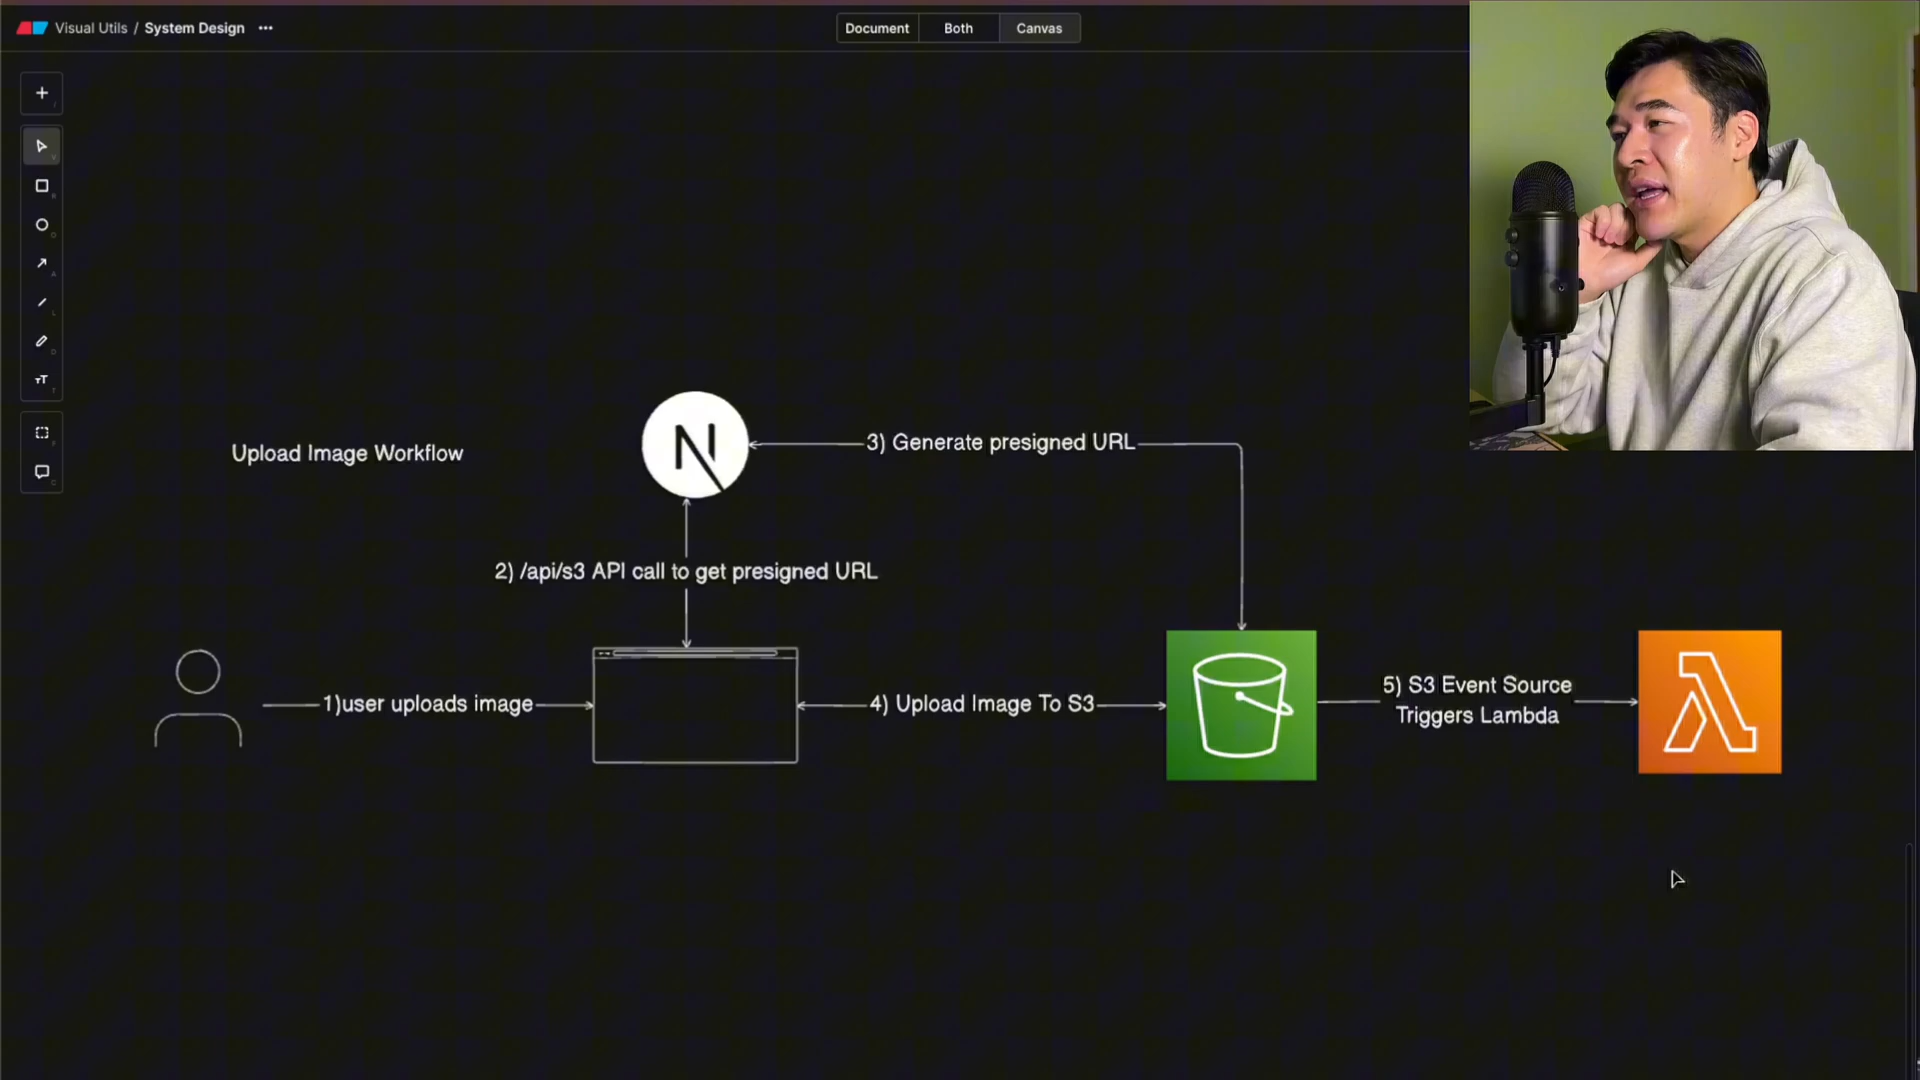 Visual Utils / System Design ...
Document
Both
Canvas
Upload Image Workflow
3) Generate presigned URL
2) /api/s3 API call to get presigned URL
1)user uploads image
4) Upload Image To S3
5) S3 Event Source
Triggers Lambda